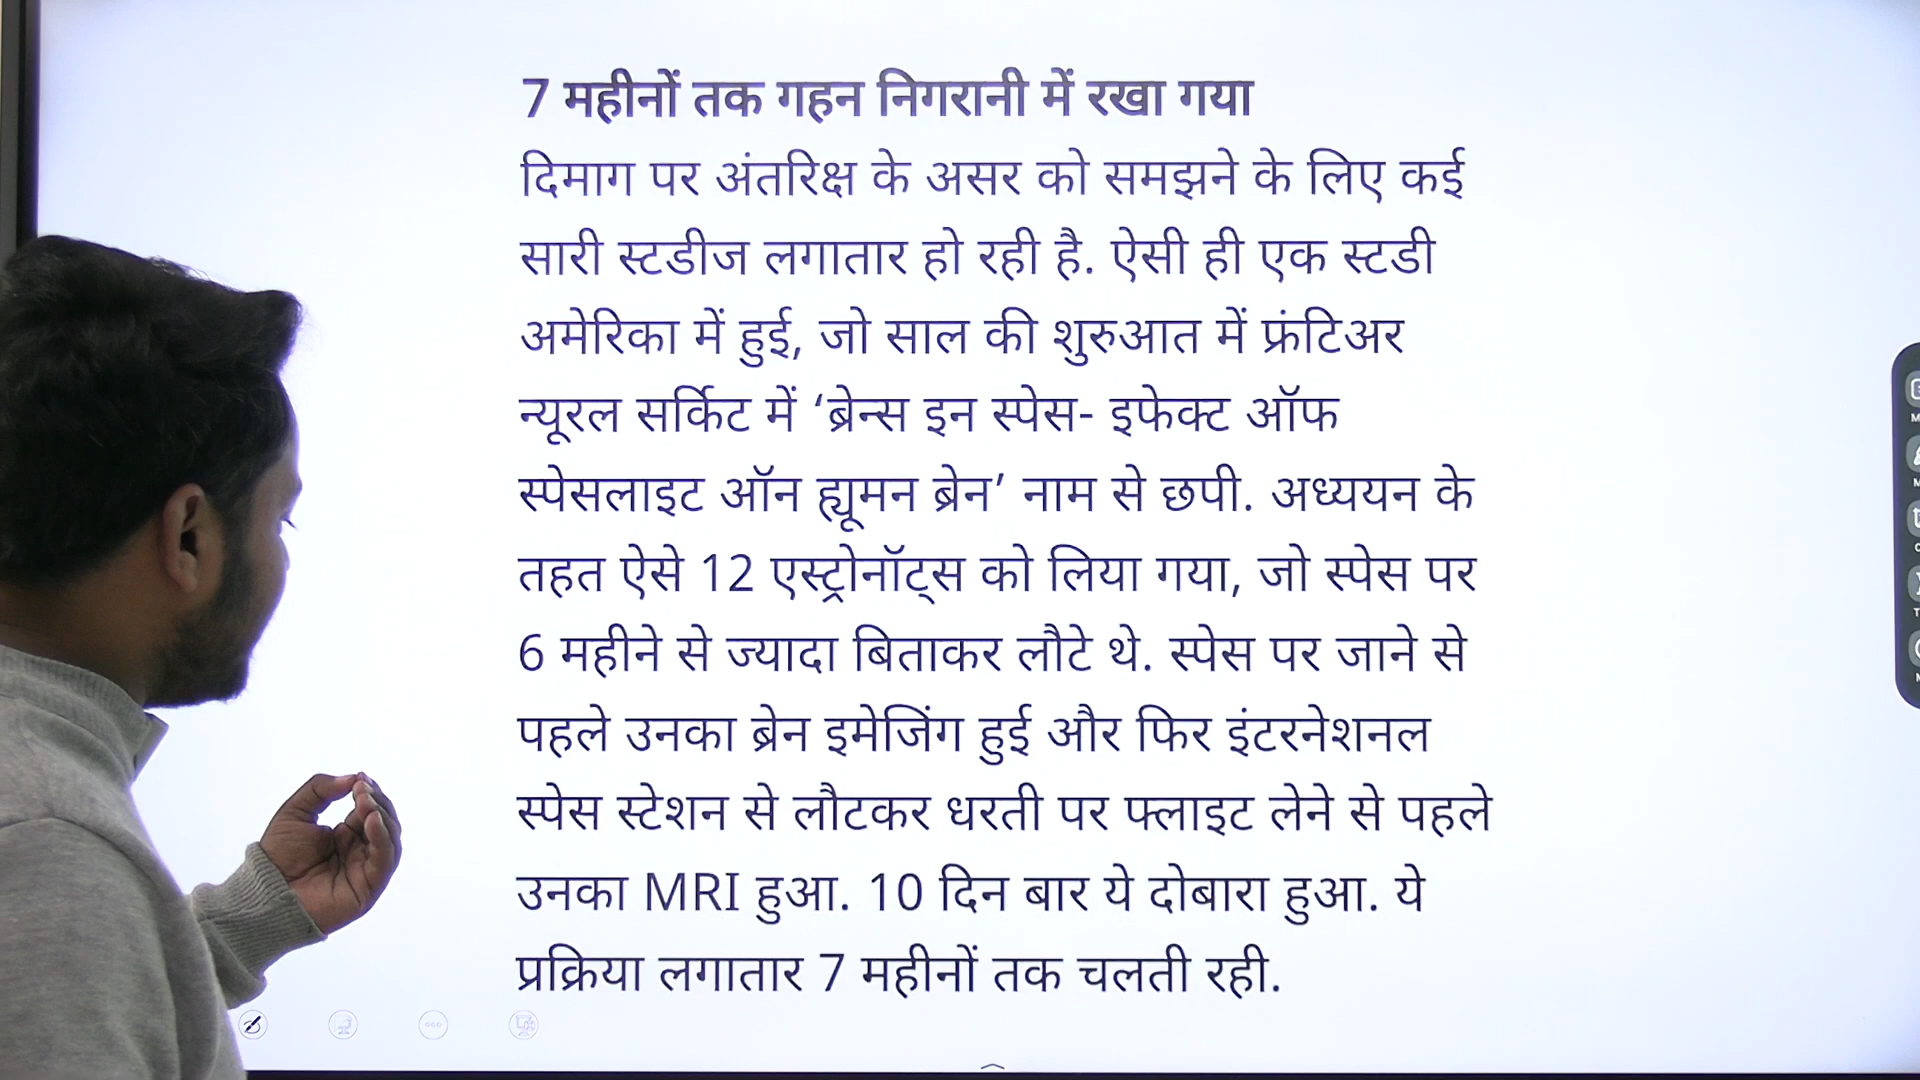 7 महीनों तक गहन निगरानी में रखा गया
दिमाग पर अंतरिक्ष के असर को समझने के लिए कई
सारी स्टडीज लगातार हो रही है. ऐसी ही एक स्टडी
अमेरिका में हुई, जो साल की शुरुआत में फ्रंटिअर
न्यूरल सर्किट में ‘ब्रेन्स इन स्पेस- इफेक्ट ऑफ
स्पेसलाइट ऑन ह्यूमन ब्रेन’ नाम से छपी. अध्ययन के
तहत ऐसे 12 एस्ट्रोनॉट्स को लिया गया, जो स्पेस पर
6 महीने से ज्यादा बिताकर लौटे थे. स्पेस पर जाने से
पहले उनका ब्रेन इमेजिंग हुई और फिर इंटरनेशनल
स्पेस स्टेशन से लौटकर धरती पर फ्लाइट लेने से पहले
उनका MRI हुआ. 10 दिन बार ये दोबारा हुआ. ये
प्रक्रिया लगातार 7 महीनों तक चलती रही.